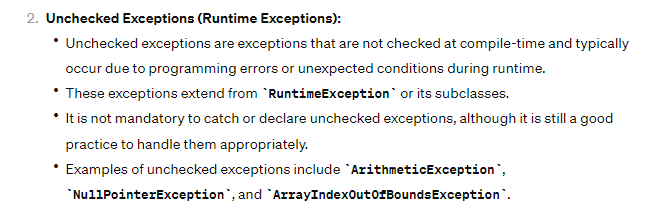 2. Unchecked Exceptions (Runtime Exceptions):
• Unchecked exceptions are exceptions that are not checked at compile-time and typically
occur due to programming errors or unexpected conditions during runtime.
• These exceptions extend from `RuntimeException` or its subclasses.
• It is not mandatory to catch or declare unchecked exceptions, although it is still a good
practice to handle them appropriately.
• Examples of unchecked exceptions include `ArithmeticException`,
`NullPointerException`, and `ArrayIndexOutOfBoundsException`.